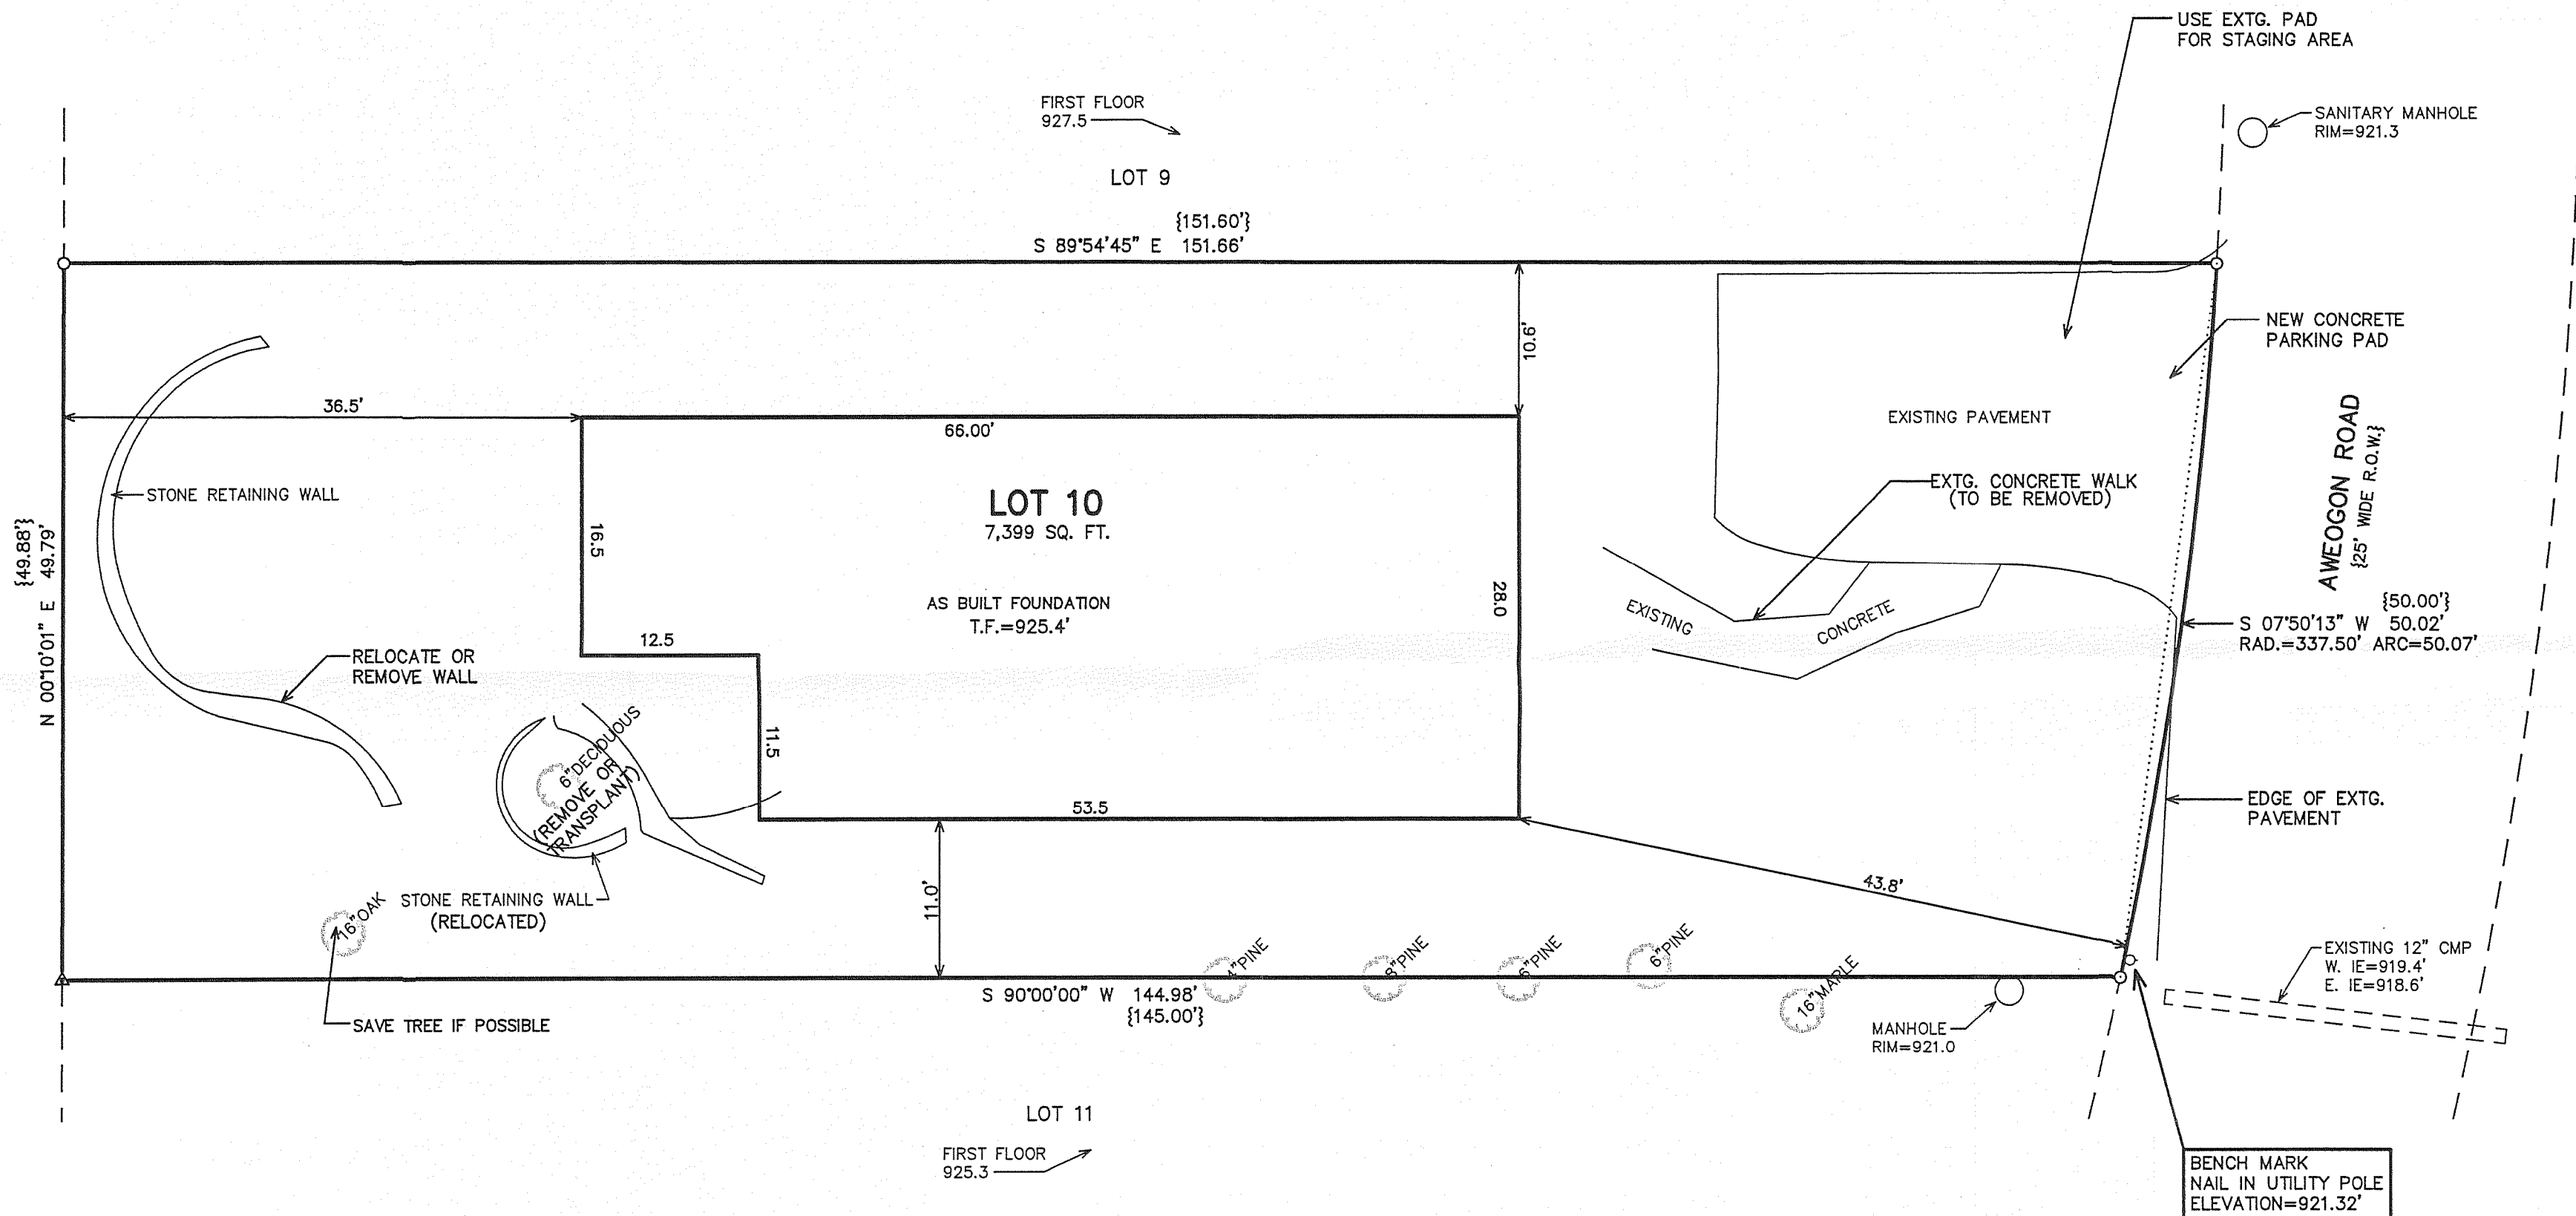 USE EXTG. PAD
FOR STAGING AREA
FIRST FLOOR
927.5
SANITARY MANHOLE
RIM=921.3
LOT 9
{151.60'}
S 89°54'45" E 151.66'
NEW CONCRETE
PARKING PAD
10.6'
36.5'
66.00'
EXISTING PAVEMENT
AWEOGON ROAD
{25' WIDE R.O.W.}
STONE RETAINING WALL
EXTG. CONCRETE WALK
(TO BE REMOVED)
LOT 10
7,399 SQ. FT.
16.5
{49.88'}
N 00°10'01" E 49.79'
28.0
AS BUILT FOUNDATION
T.F.=925.4'
EXISTING
CONCRETE
{50.00'}
S 07°50'13" W 50.02'
RAD.=337.50' ARC=50.07'
12.5
RELOCATE OR
REMOVE WALL
11.5
6"DECIDUOUS
(REMOVE OR
TRANSPLANT)
53.5
EDGE OF EXTG.
PAVEMENT
43.8'
11.0'
16"OAK
STONE RETAINING WALL
(RELOCATED)
4"PINE
8"PINE
6"PINE
6"PINE
16"MARLE
EXISTING 12" CMP
W. IE=919.4'
E. IE=918.6'
S 90°00'00" W 144.98'
{145.00'}
SAVE TREE IF POSSIBLE
MANHOLE
RIM=921.0
LOT 11
FIRST FLOOR
925.3
BENCH MARK
NAIL IN UTILITY POLE
ELEVATION=921.32'